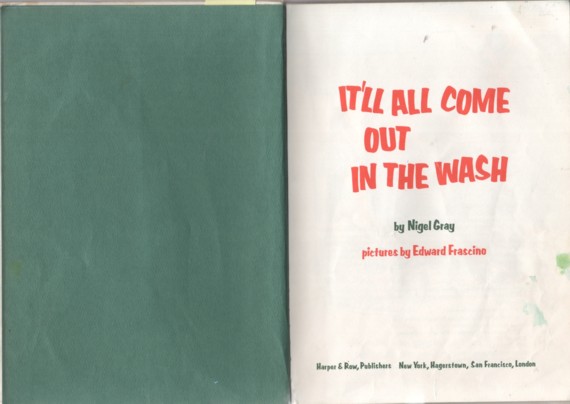 IT'LL ALL COME
OUT
IN THE WASH
by Nigel Gray
pictures by Edward Frascino
Harper & Row, Publishers New York, Hagerstown, San Francisco, London